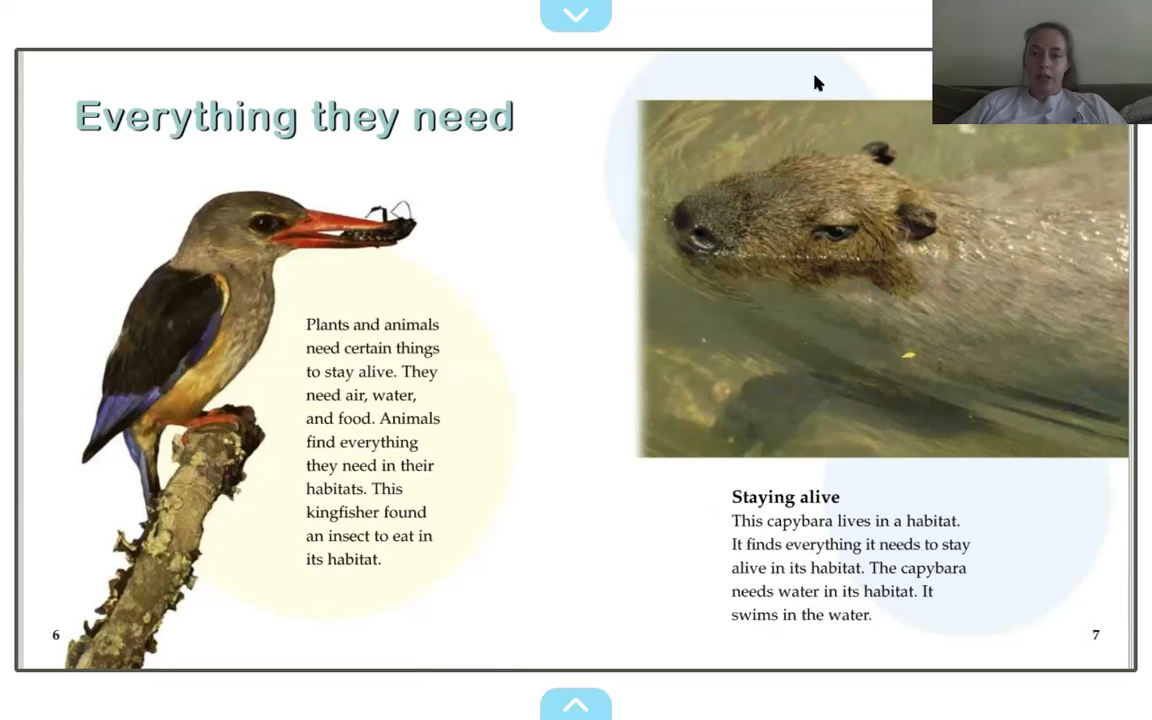 Everything they need
Plants and animals
need certain things
to stay alive. They
need air, water,
and food. Animals
find everything
they need in their
habitats. This
kingfisher found
an insect to eat in
its habitat.
6
Staying alive
This capybara lives in a habitat.
It finds everything it needs to stay
alive in its habitat. The capybara
needs water in its habitat. It
swims in the water.
7